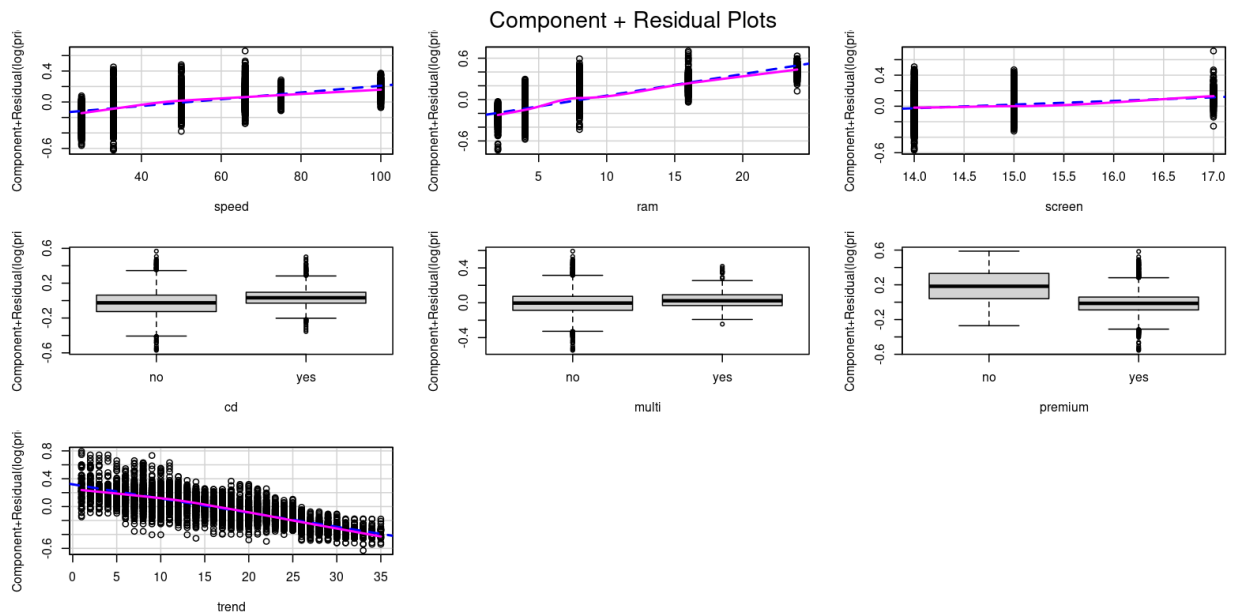 Component + Residual Plots
Component+Residual(log(pri
-0.6 0.0 0.4
40 60 80 100
speed
Component+Residual(log(pri
-0.6 0.0 0.4
5 10 15 20
ram
Component+Residual(log(pri
-0.6 0.0 0.4
14.0 14.5 15.0 15.5 16.0 16.5 17.0
screen
Component+Residual(log(pri
-0.6 -0.2 0.2 0.6
no yes
cd
Component+Residual(log(pri
-0.4 0.0 0.4
no yes
multi
Component+Residual(log(pri
-0.6 -0.2 0.2 0.6
no yes
premium
Component+Residual(log(pri
-0.6 0.0 0.4 0.8
0 5 10 15 20 25 30 35
trend